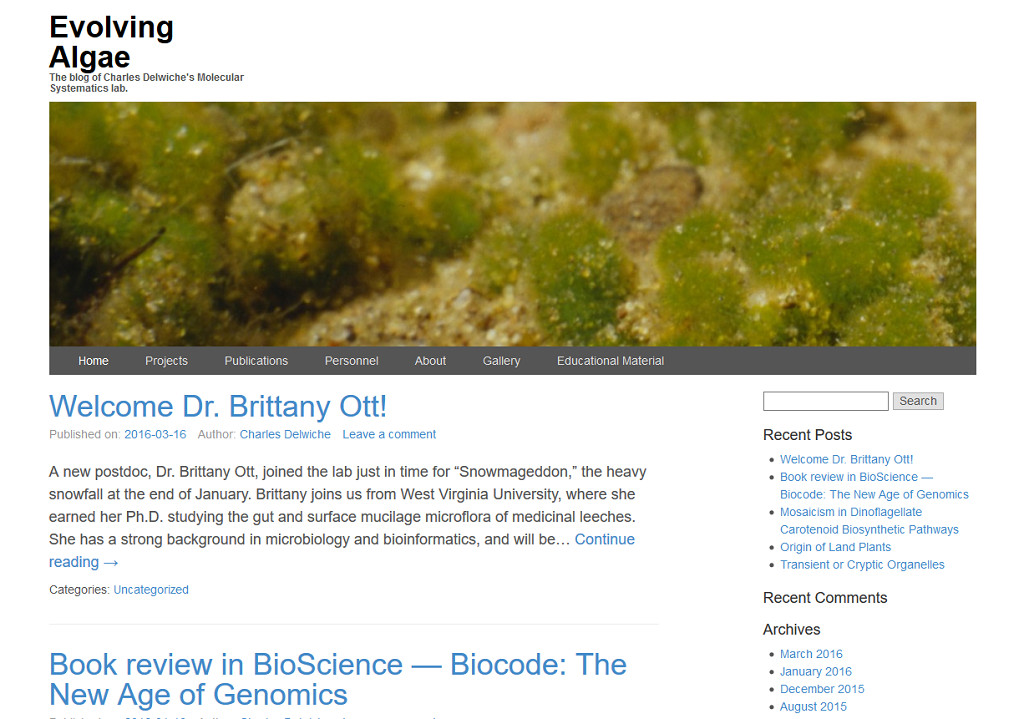 Evolving
Algae
The blog of Charles Delwiche's Molecular
Systematics lab.
Home Projects Publications Personnel About Gallery Educational Material
Welcome Dr. Brittany Ott!
Published on: 2016-03-16 Author: Charles Delwiche Leave a comment
A new postdoc, Dr. Brittany Ott, joined the lab just in time for “Snowmageddon,” the heavy
snowfall at the end of January. Brittany joins us from West Virginia University, where she
earned her Ph.D. studying the gut and surface mucilage microflora of medicinal leeches.
She has a strong background in microbiology and bioinformatics, and will be… Continue
reading →
Categories: Uncategorized
Book review in BioScience — Biocode: The
New Age of Genomics
Search
Recent Posts
Welcome Dr. Brittany Ott!
Book review in BioScience —
Biocode: The New Age of Genomics
Mosaicism in Dinoflagellate
Carotenoid Biosynthetic Pathways
Origin of Land Plants
Transient or Cryptic Organelles
Recent Comments
Archives
March 2016
January 2016
December 2015
August 2015